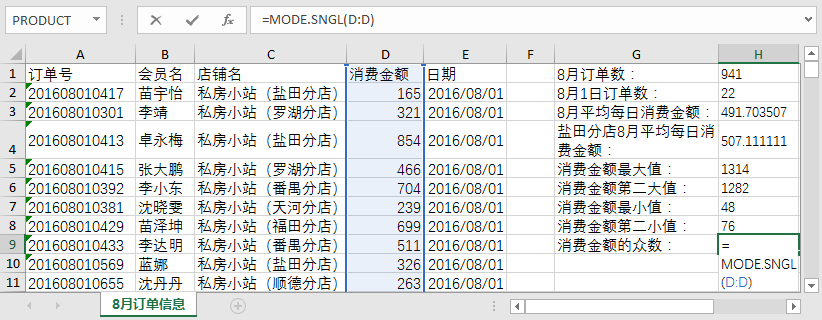 PRODUCT =MODE.SNGL(D:D)
A B C D E F G H
1 订单号 会员名 店铺名 消费金额 日期 8月订单数： 941
2 201608010417 苗宇怡 私房小站（盐田分店） 165 2016/08/01 8月1日订单数： 22
3 201608010301 李靖 私房小站（罗湖分店） 321 2016/08/01 8月平均每日消费金额： 491.703507
4 201608010413 卓永梅 私房小站（盐田分店） 854 2016/08/01 盐田分店8月平均每日消
费金额： 507.111111
5 201608010415 张大鹏 私房小站（罗湖分店） 466 2016/08/01 消费金额最大值： 1314
6 201608010392 李小东 私房小站（番禺分店） 704 2016/08/01 消费金额第二大值： 1282
7 201608010381 沈晓雯 私房小站（天河分店） 239 2016/08/01 消费金额最小值： 48
8 201608010429 苗泽坤 私房小站（福田分店） 699 2016/08/01 消费金额第二小值： 76
9 201608010433 李达明 私房小站（番禺分店） 511 2016/08/01 消费金额的众数： =
10 201608010569 蓝娜 私房小站（盐田分店） 326 2016/08/01 MODE.SNGL
11 201608010655 沈丹丹 私房小站（顺德分店） 263 2016/08/01 (D:D)
8月订单信息